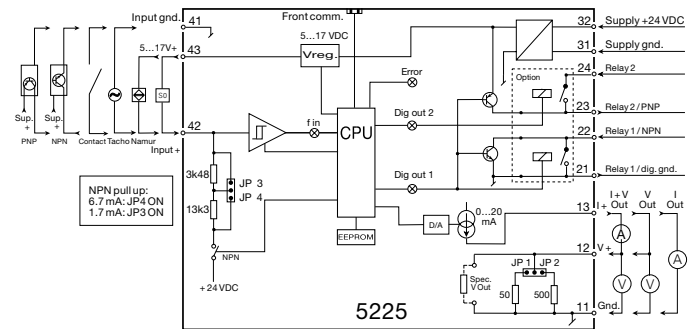 Input gnd. 41
Front comm.
32 Supply +24 VDC
5...17V+ 43
5...17 VDC
Vreg.
31 Supply gnd.
24 Relay 2
Option
Error
Sup.
+
PNP
Sup.
+
NPN
Contact
Tacho
Namur
S0
42
Input +
f in
CPU
Dig out 2
23 Relay 2 / PNP
22 Relay 1 / NPN
Dig out 1
21 Relay 1 / dig. gnd.
3k48
JP 3
JP 4
13k3
NPN pull up:
6.7 mA: JP4 ON
1.7 mA: JP3 ON
NPN
+ 24 VDC
EEPROM
D/A
0...20
mA
13 I +
I + V
Out
V
Out
I
Out
A
12 V +
JP 1 JP 2
Spec.
V Out
50
500
V
V
A
11 Gnd.
5225